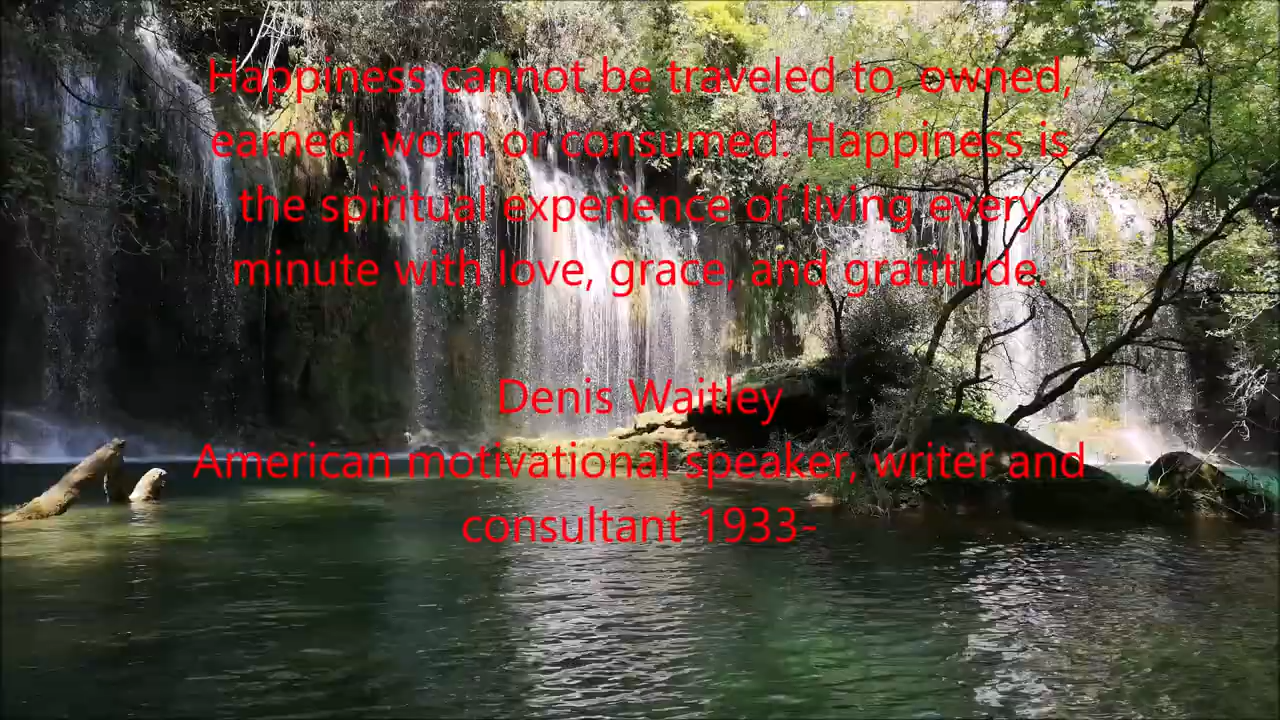 Happiness cannot be traveled to, owned,
earned, worn or consumed. Happiness is
the spiritual experience of living every
minute with love, grace, and gratitude.
Denis Waitley
American motivational speaker, writer and
consultant 1933-